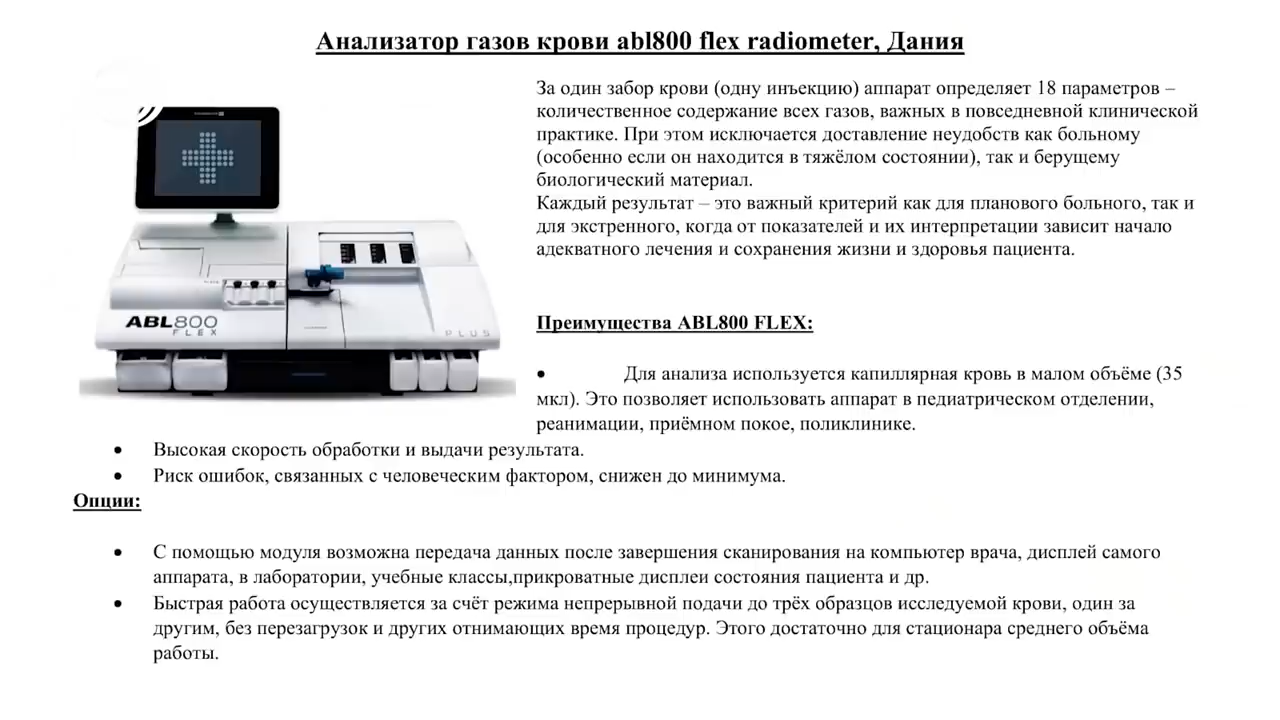 Анализатор газов крови abl800 flex radiometer, Дания
За один забор крови (одну инъекцию) аппарат определяет 18 параметров –
количественное содержание всех газов, важных в повседневной клинической
практике. При этом исключается доставление неудобств как больному
(особенно если он находится в тяжёлом состоянии), так и берущему
биологический материал.
Каждый результат – это важный критерий как для планового больного, так и
для экстренного, когда от показателей и их интерпретации зависит начало
адекватного лечения и сохранения жизни и здоровья пациента.
ABL800
FLEX
PLUS
Преимущества ABL800 FLEX:
• Для анализа используется капиллярная кровь в малом объёме (35
мкл). Это позволяет использовать аппарат в педиатрическом отделении,
реанимации, приёмном покое, поликлинике.
• Высокая скорость обработки и выдачи результата.
• Риск ошибок, связанных с человеческим фактором, снижен до минимума.
Опции:
• С помощью модуля возможна передача данных после завершения сканирования на компьютер врача, дисплей самого
аппарата, в лаборатории, учебные классы,прикроватные дисплеи состояния пациента и др.
• Быстрая работа осуществляется за счёт режима непрерывной подачи до трёх образцов исследуемой крови, один за
другим, без перезагрузок и других отнимающих время процедур. Этого достаточно для стационара среднего объёма
работы.